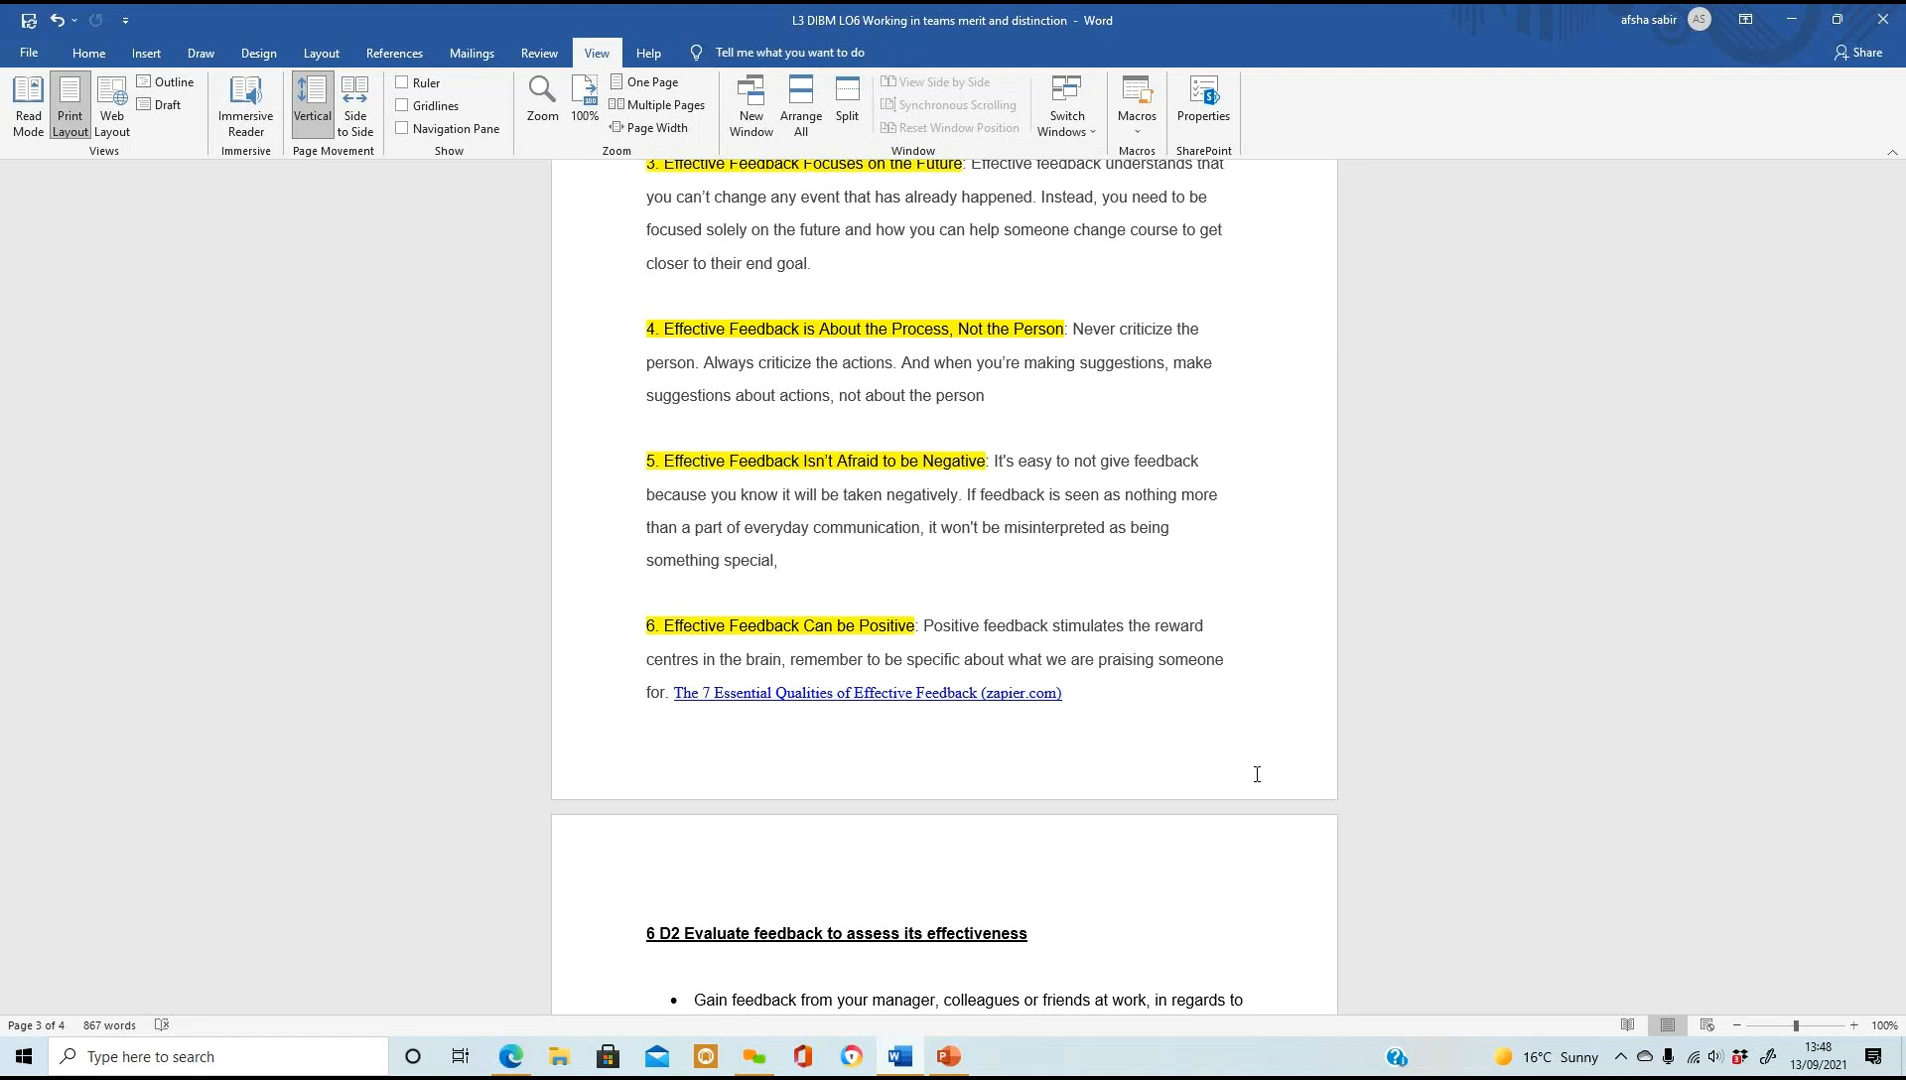 L3 DIBM LO6 Working in teams merit and distinction - Word
afsha sabir
AS
File
Home
Insert
Draw
Design
Layout
References
Mailings
Review
View
Help
Tell me what you want to do
Share
Read Mode
Print Layout
Web Layout
Outline
Draft
Views
Immersive Reader
Immersive
Vertical
Side to Side
Page Movement
Ruler
Gridlines
Navigation Pane
Show
Zoom
100%
One Page
Multiple Pages
Page Width
Zoom
New Window
Arrange All
Split
View Side by Side
Synchronous Scrolling
Reset Window Position
Switch Windows
Window
Macros
Macros
Properties
SharePoint
3. Effective Feedback Focuses on the Future: Effective feedback understands that
you can’t change any event that has already happened. Instead, you need to be
focused solely on the future and how you can help someone change course to get
closer to their end goal.
4. Effective Feedback is About the Process, Not the Person: Never criticize the
person. Always criticize the actions. And when you’re making suggestions, make
suggestions about actions, not about the person
5. Effective Feedback Isn’t Afraid to be Negative: It's easy to not give feedback
because you know it will be taken negatively. If feedback is seen as nothing more
than a part of everyday communication, it won't be misinterpreted as being
something special,
6. Effective Feedback Can be Positive: Positive feedback stimulates the reward
centres in the brain, remember to be specific about what we are praising someone
for. The 7 Essential Qualities of Effective Feedback (zapier.com)
6 D2 Evaluate feedback to assess its effectiveness
• Gain feedback from your manager, colleagues or friends at work, in regards to
Page 3 of 4
867 words
100%
Type here to search
16°C Sunny
13:48
13/09/2021